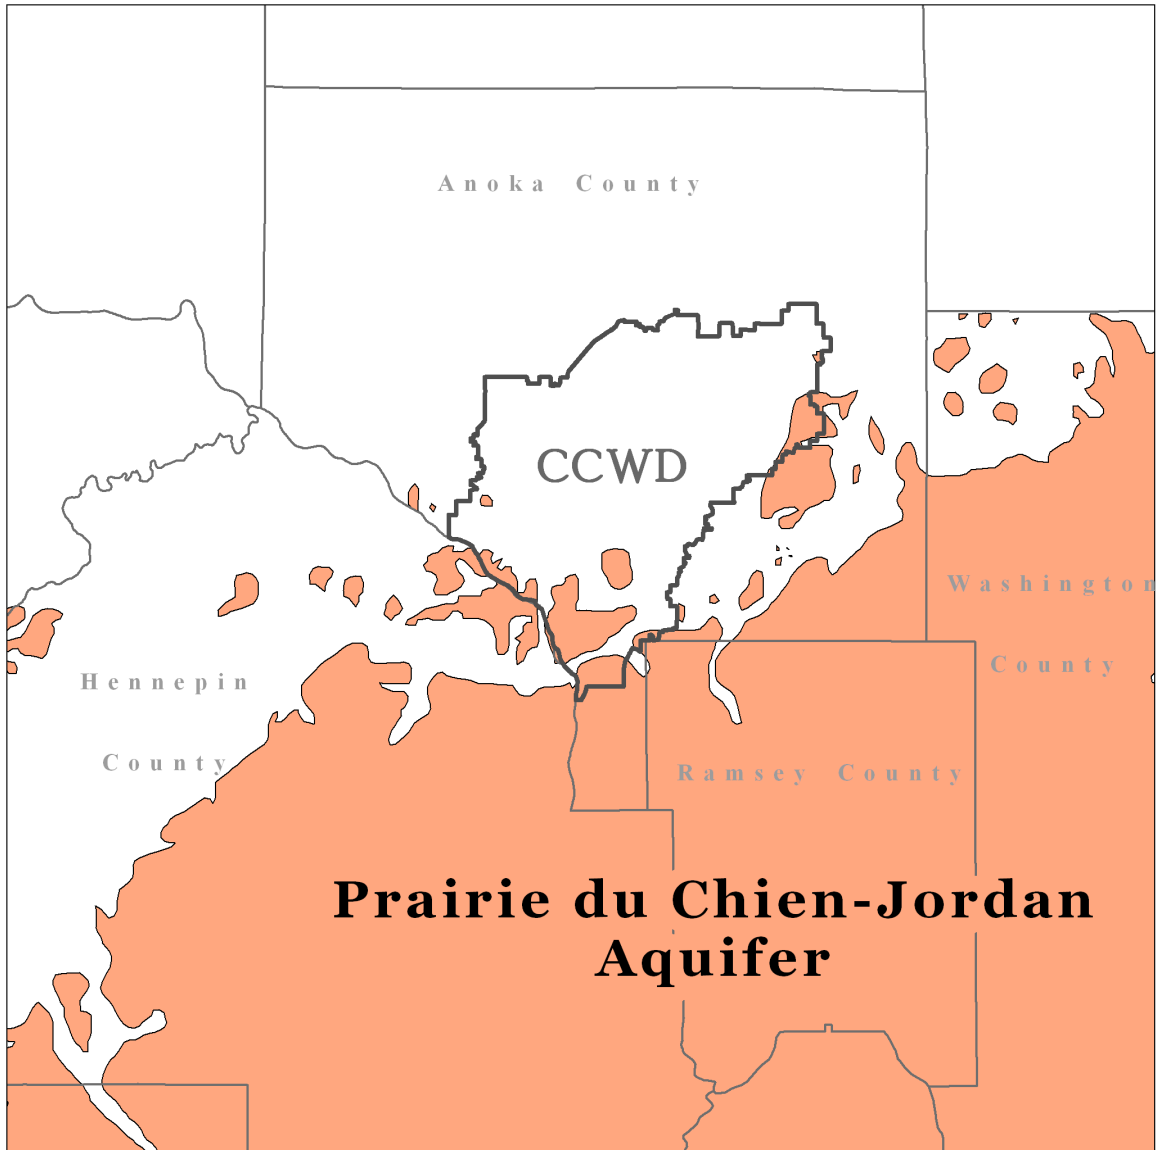 Anoka County
CCWD
Washington
County
Hennepin
County
Ramsey County
Prairie du Chien-Jordan
Aquifer